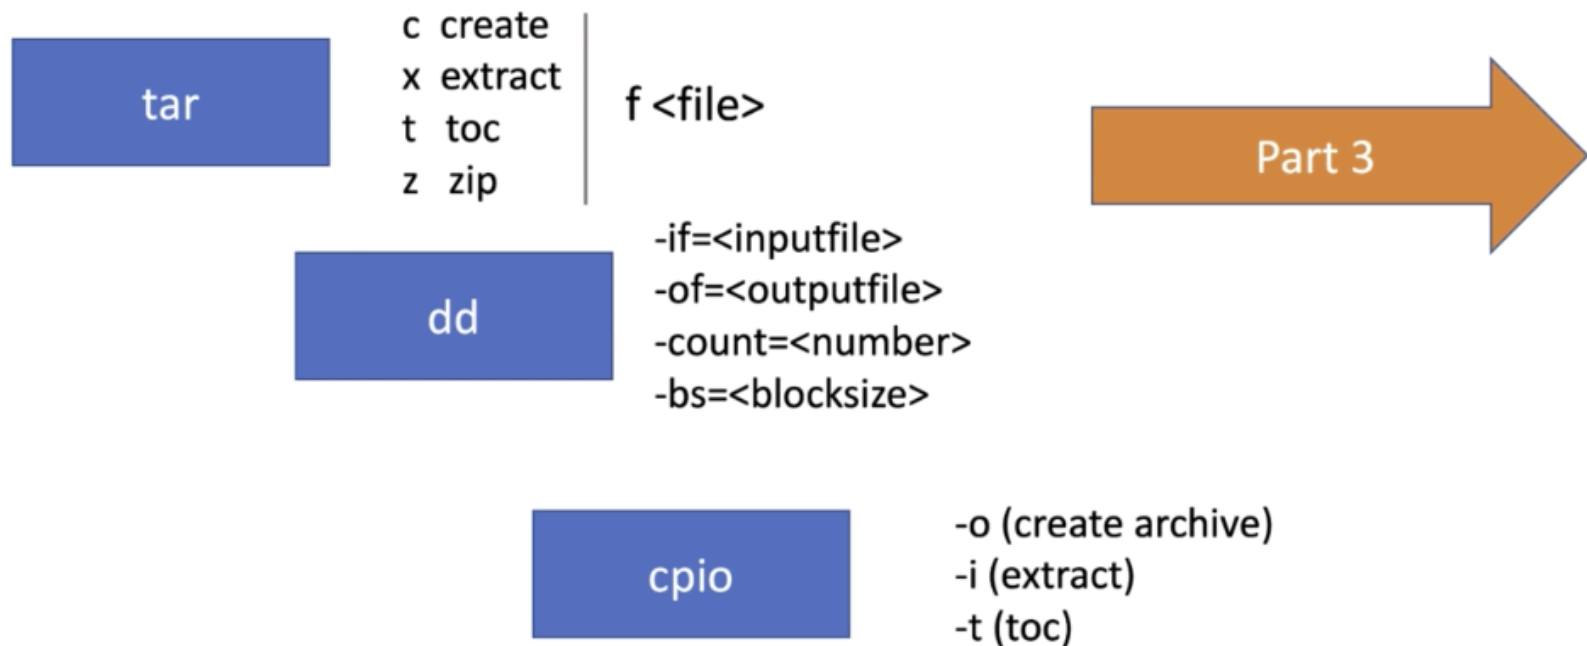 tar
c create
x extract
t toc
z zip
f <file>
Part 3
dd
-if=<inputfile>
-of=<outputfile>
-count=<number>
-bs=<blocksize>
cpio
-o (create archive)
-i (extract)
-t (toc)